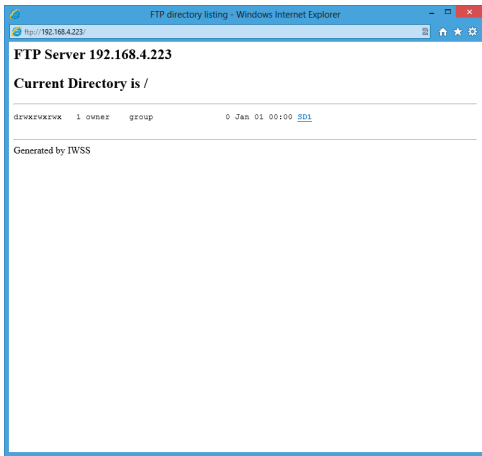 FTP directory listing - Windows Internet Explorer
ftp://192.168.4.223/
FTP Server 192.168.4.223
Current Directory is /
drwxrwxrwx 1 owner group 0 Jan 01 00:00 SD1
Generated by IWSS